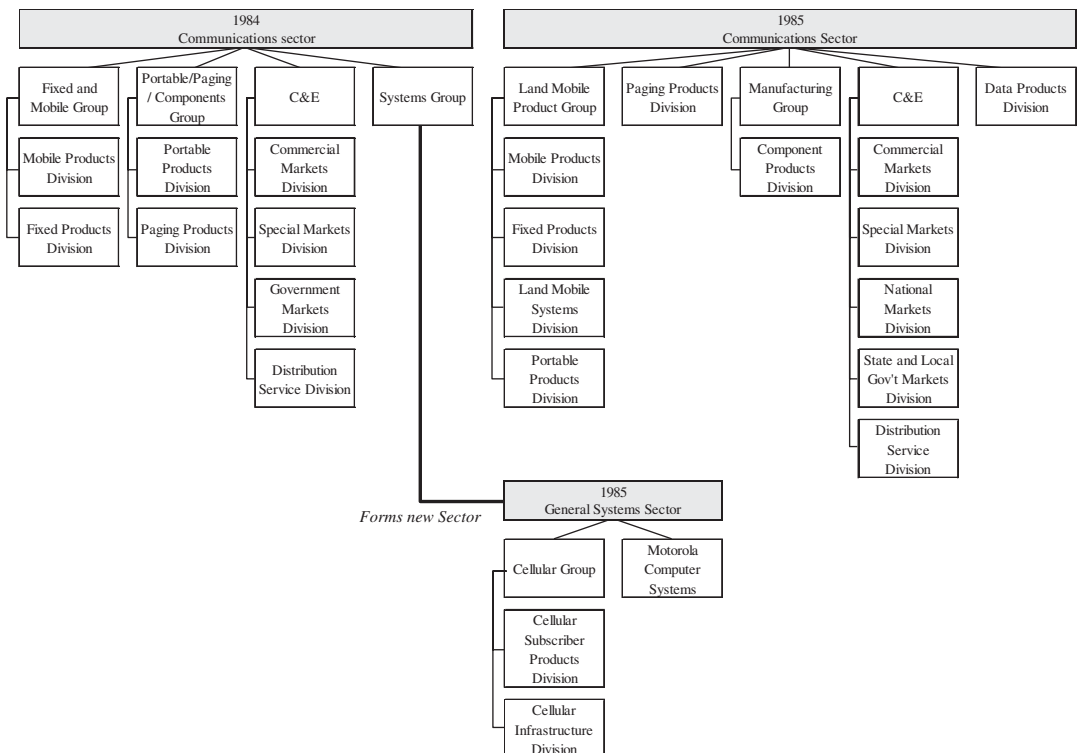 1984
Communications sector
Fixed and
Mobile Group
Mobile Products
Division
Fixed Products
Division
Portable/Paging
/ Components
Group
Portable
Products
Division
Paging Products
Division
C&E
Commercial
Markets
Division
Special Markets
Division
Government
Markets
Division
Distribution
Service Division
Systems Group
1985
Communications Sector
Land Mobile
Product Group
Mobile Products
Division
Fixed Products
Division
Land Mobile
Systems
Division
Portable
Products
Division
Paging Products
Division
Manufacturing
Group
Component
Products
Division
C&E
Commercial
Markets
Division
Special Markets
Division
National
Markets
Division
State and Local
Gov't Markets
Division
Distribution
Service
Division
Data Products
Division
Forms new Sector
1985
General Systems Sector
Cellular Group
Cellular
Subscriber
Products
Division
Cellular
Infrastructure
Division
Motorola
Computer
Systems